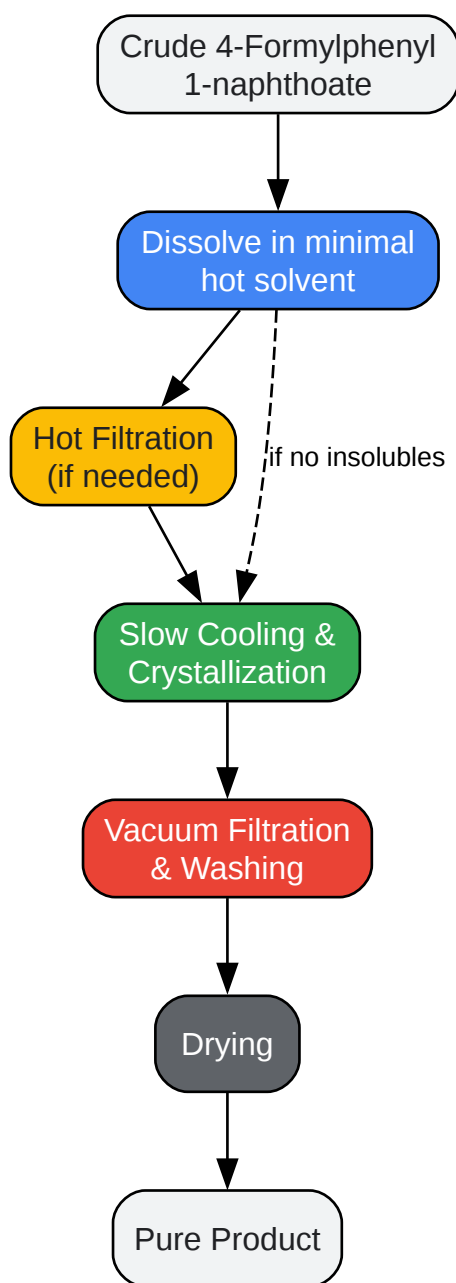 Crude 4-Formylphenyl
1-naphthoate
Dissolve in minimal
hot solvent
Hot Filtration
(if needed)
if no insolubles
Slow Cooling &
Crystallization
Vacuum Filtration
& Washing
Drying
Pure Product